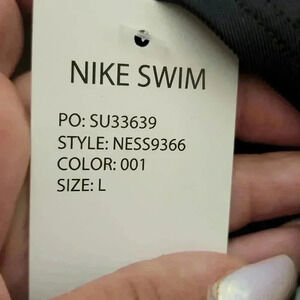 NIKE SWIM
PO: SU33639
STYLE: NESS9366
COLOR: 001
SIZE: L